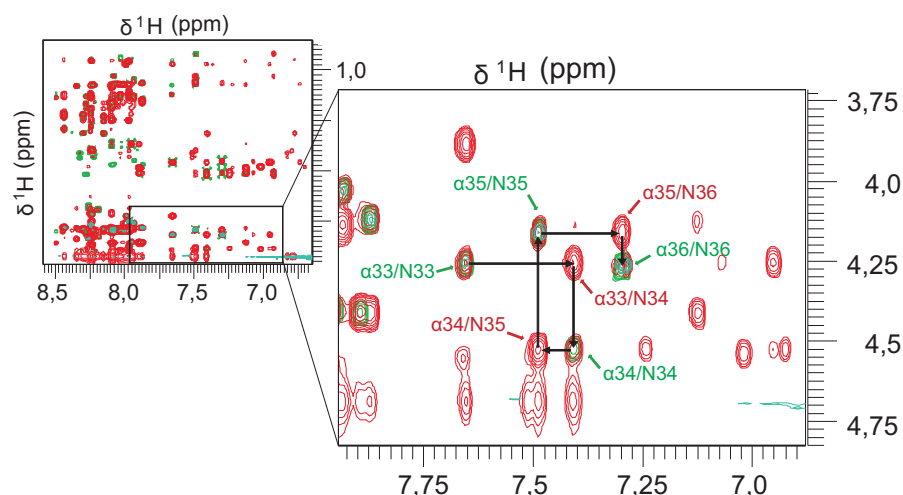 δ ¹H (ppm)
1,0
δ ¹H (ppm)
8,5 8,0 7,5 7,0
δ ¹H (ppm)
3,75
4,0
4,25
4,5
4,75
α35/N35
α35/N36
α33/N33
α36/N36
α33/N34
α34/N35
α34/N34
7,75 7,5 7,25 7,0